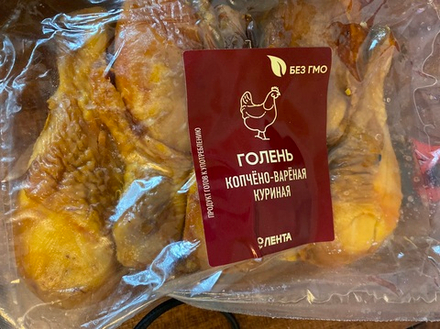 БЕЗ ГМО
ПРОДУКТ ГОТОВ К УПОТРЕБЛЕНИЮ
ГОЛЕНЬ
КОПЧЁНО-ВАРЁНАЯ
КУРИНАЯ
ЛЕНТА